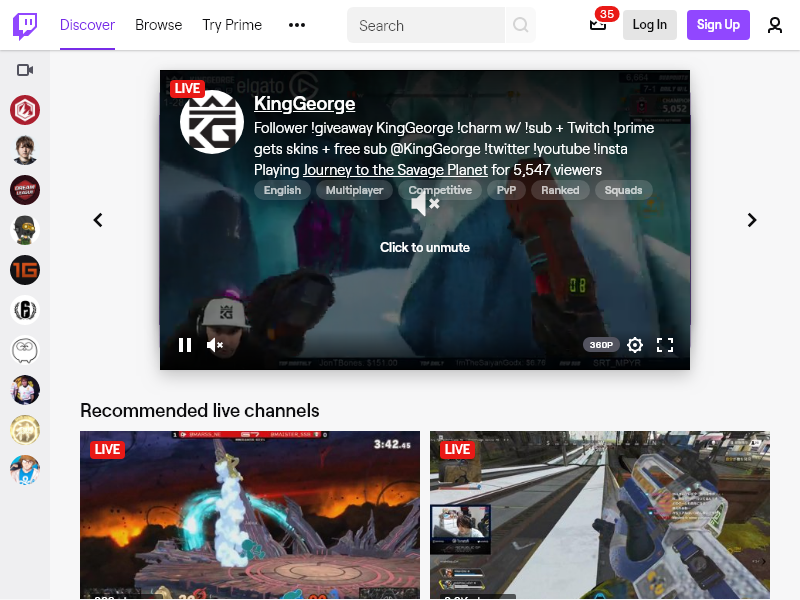 Discover
Browse
Try Prime
Search
35
Log In
Sign Up
LIVE
KingGeorge
Follower !giveaway KingGeorge !charm w/ !sub + Twitch !prime
gets skins + free sub @KingGeorge !twitter !youtube !insta
Playing Journey to the Savage Planet for 5,547 viewers
English Multiplayer Competitive PvP Ranked Squads
Click to unmute
360P
Recommended live channels
LIVE
3:42.45
LIVE